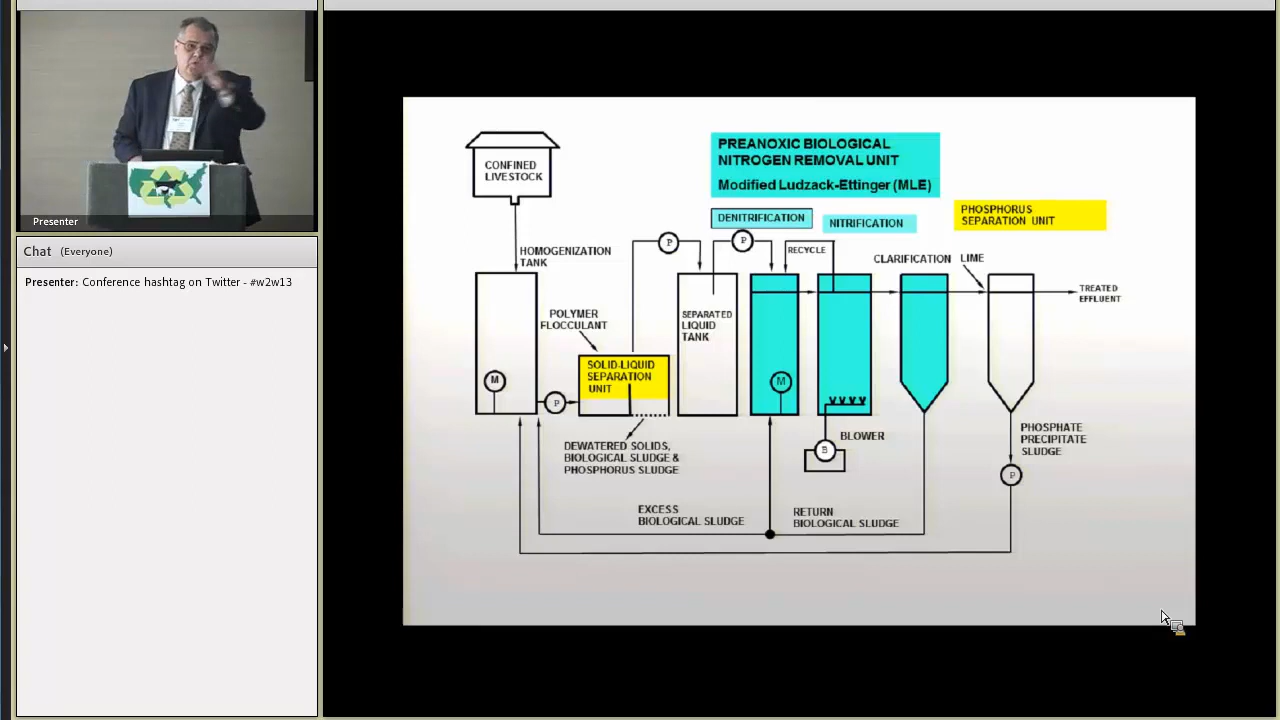 Presenter
Chat (Everyone)
Presenter: Conference hashtag on Twitter - #w2w13
PREANOXIC BIOLOGICAL
NITROGEN REMOVAL UNIT
Modified Ludzack-Ettinger (MLE)
CONFINED
LIVESTOCK
DENITRIFICATION
NITRIFICATION
PHOSPHORUS
SEPARATION UNIT
HOMOGENIZATION
TANK
P
P
RECYCLE
CLARIFICATION
LIME
TREATED
EFFLUENT
POLYMER
FLOCCULANT
SEPARATED
LIQUID
TANK
SOLID-LIQUID
SEPARATION
UNIT
M
P
M
DEWATERED SOLIDS,
BIOLOGICAL SLUDGE &
PHOSPHORUS SLUDGE
BLOWER
B
PHOSPHATE
PRECIPITATE
SLUDGE
P
EXCESS
BIOLOGICAL SLUDGE
RETURN
BIOLOGICAL SLUDGE